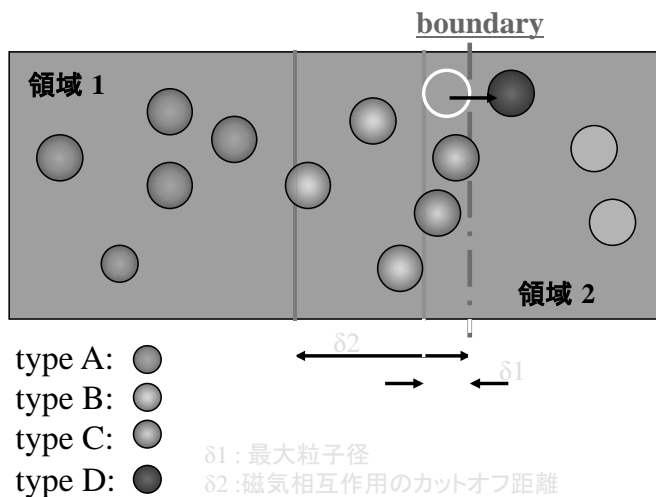 boundary
領域 1
領域 2
δ2
δ1
type A:
type B:
type C:
type D:
δ1 : 最大粒子径
δ2 :磁気相互作用のカットオフ距離